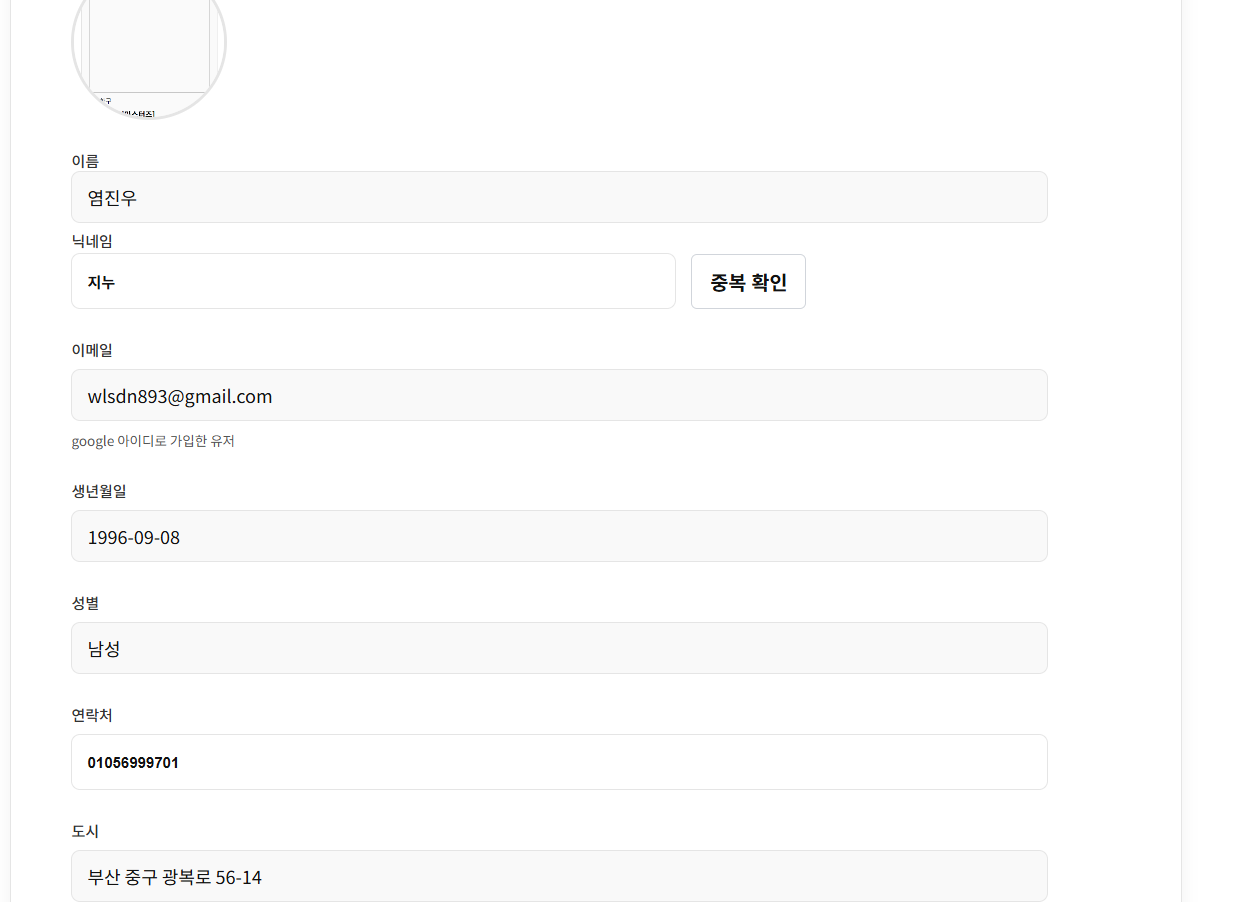 이름
염진우
닉네임
지누
중복 확인
이메일
wlsdn893@gmail.com
google 아이디로 가입한 유저
생년월일
1996-09-08
성별
남성
연락처
01056999701
도시
부산 중구 광복로 56-14